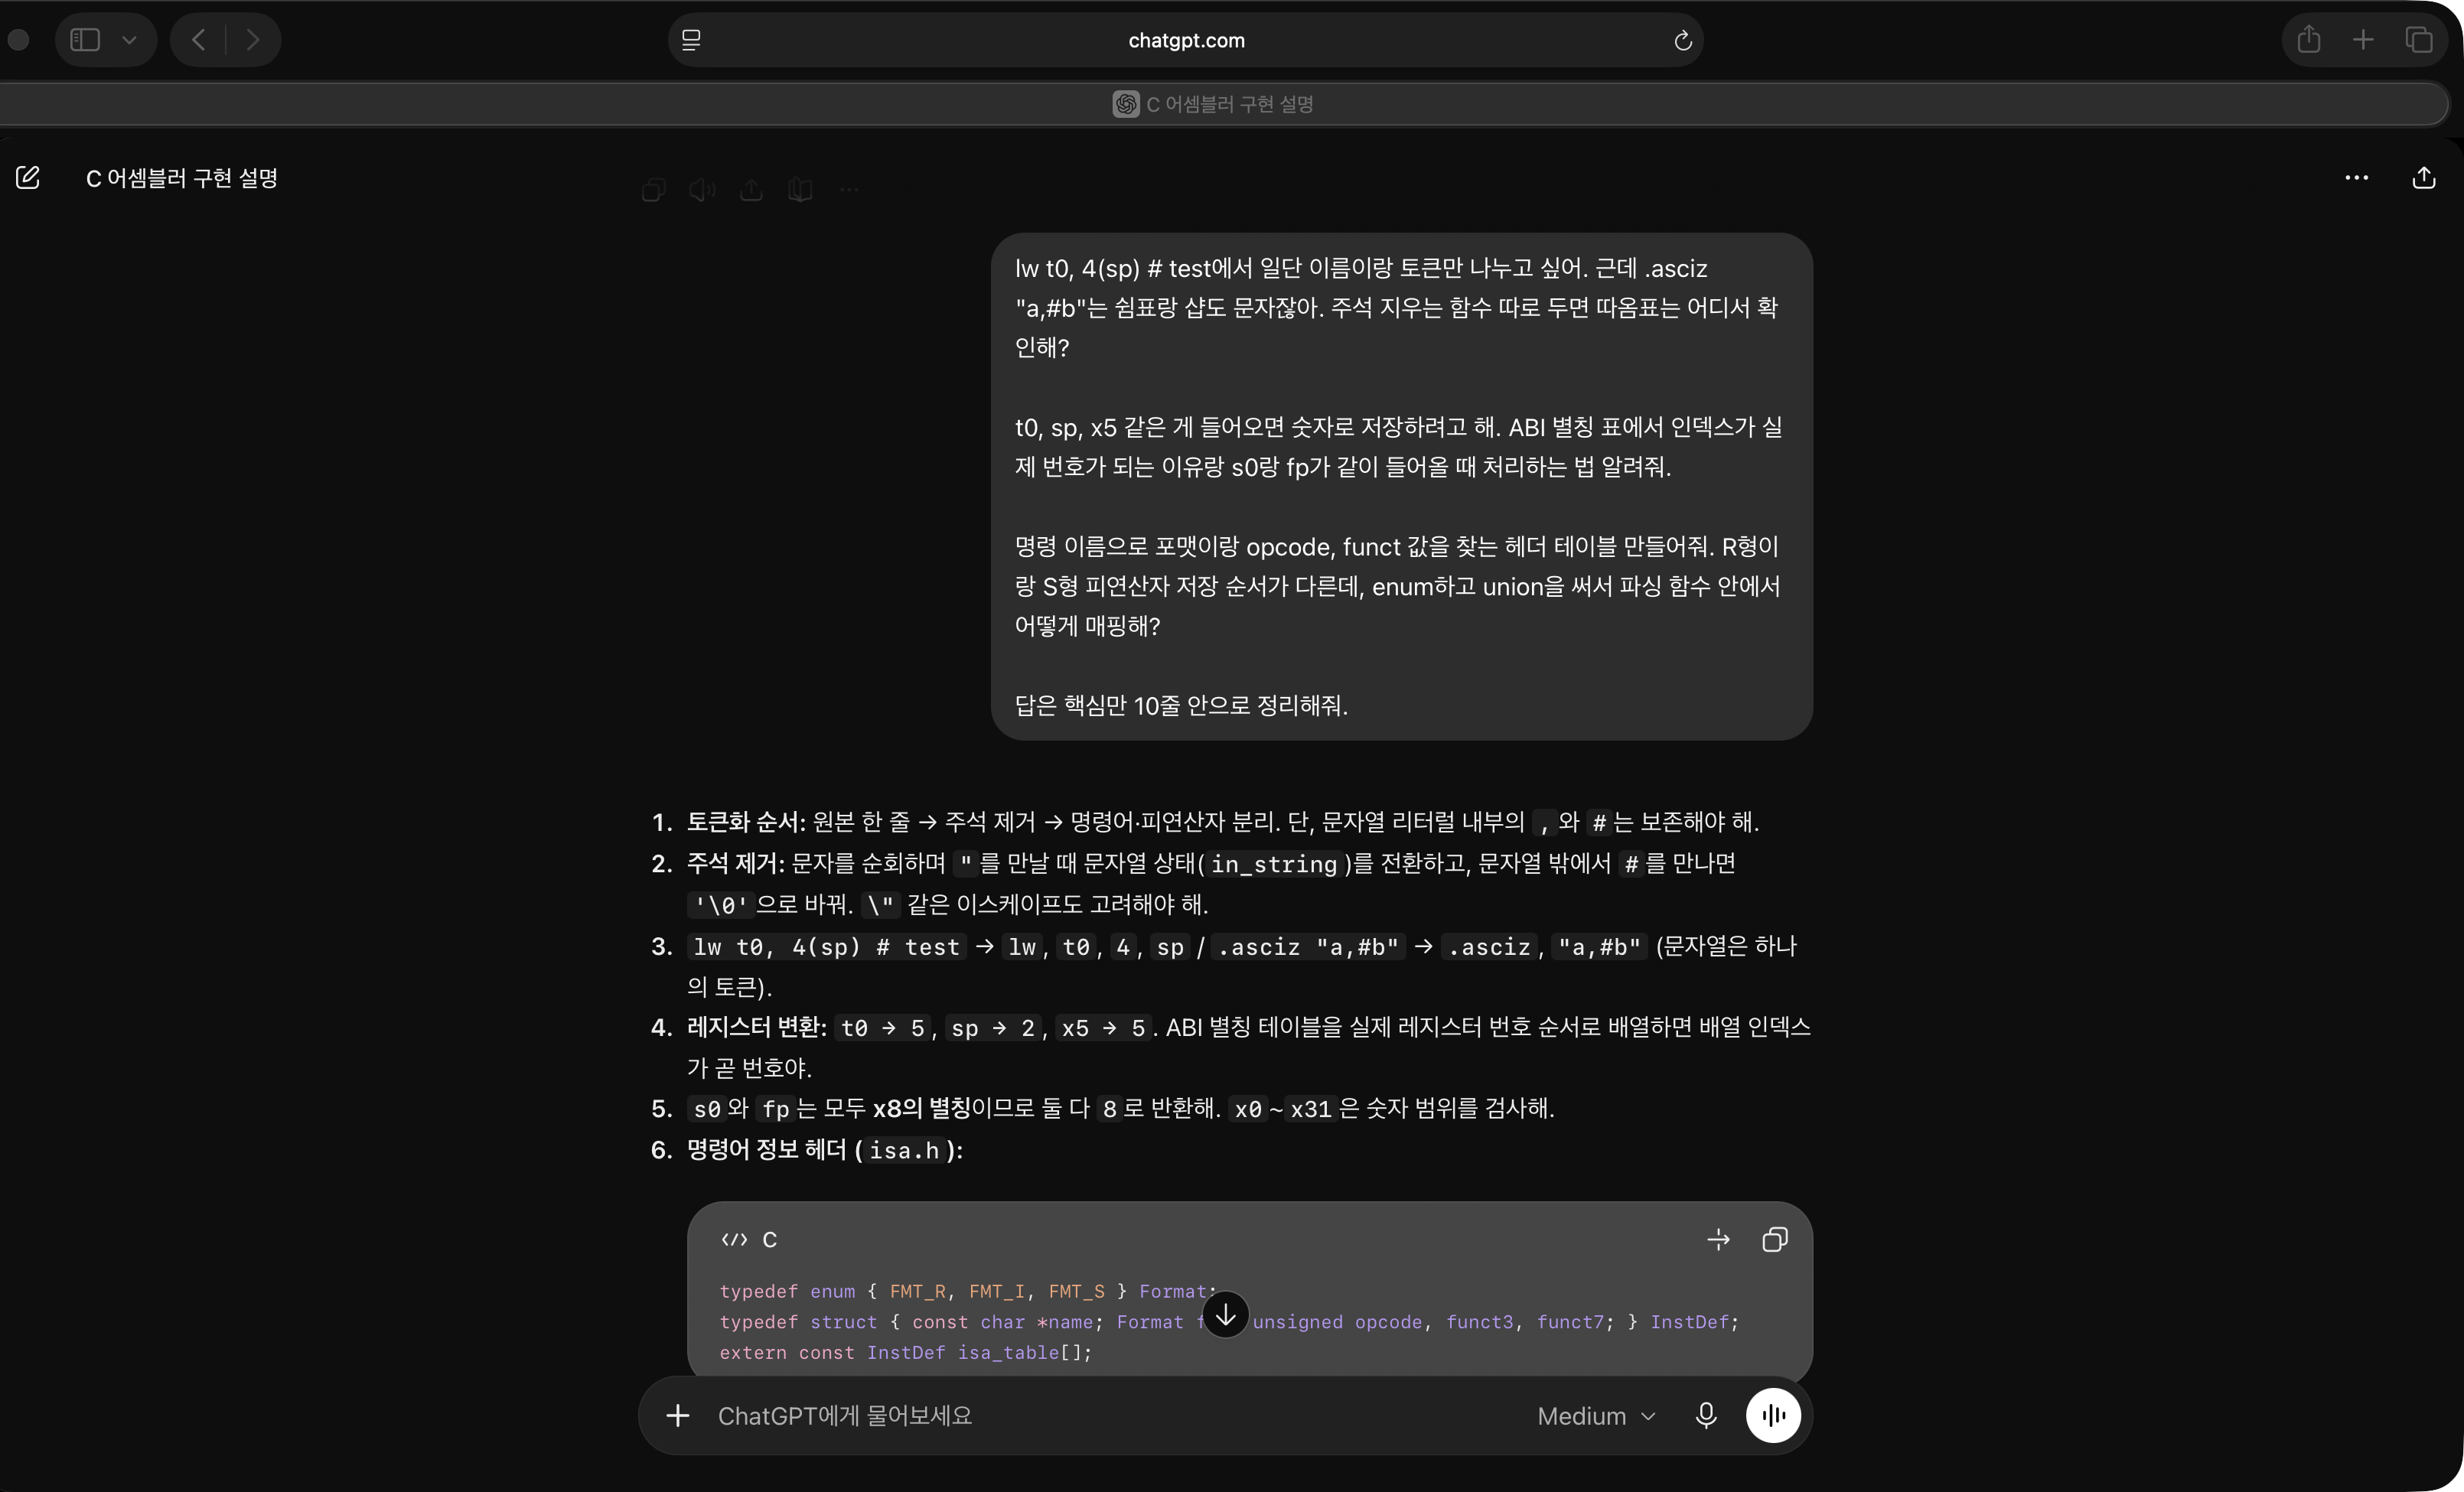 chatgpt.com
C 어셈블러 구현 설명
C 어셈블러 구현 설명
lw t0, 4(sp) # test에서 일단 이름이랑 토큰만 나누고 싶어. 근데 .asciz
"a,#b"는 쉼표랑 샵도 문자잖아. 주석 지우는 함수 따로 두면 따옴표는 어디서 확
인해?
t0, sp, x5 같은 게 들어오면 숫자로 저장하려고 해. ABI 별칭 표에서 인덱스가 실
제 번호가 되는 이유랑 s0랑 fp가 같이 들어올 때 처리하는 법 알려줘.
명령 이름으로 포맷이랑 opcode, funct 값을 찾는 헤더 테이블 만들어줘. R형이
랑 S형 피연산자 저장 순서가 다른데, enum하고 union을 써서 파싱 함수 안에서
어떻게 매핑해?
답은 핵심만 10줄 안으로 정리해줘.
1. 토큰화 순서: 원본 한 줄 → 주석 제거 → 명령어·피연산자 분리. 단, 문자열 리터럴 내부의 , 와 # 는 보존해야 해.
2. 주석 제거: 문자를 순회하며 " 를 만날 때 문자열 상태( in_string )를 전환하고, 문자열 밖에서 # 를 만나면
'\0' 으로 바꿔. \" 같은 이스케이프도 고려해야 해.
3. lw t0, 4(sp) # test → lw , t0 , 4 , sp / .asciz "a,#b" → .asciz , "a,#b" (문자열은 하나
의 토큰).
4. 레지스터 변환: t0 → 5 , sp → 2 , x5 → 5 . ABI 별칭 테이블을 실제 레지스터 번호 순서로 배열하면 배열 인덱스
가 곧 번호야.
5. s0 와 fp 는 모두 x8의 별칭이므로 둘 다 8 로 반환해. x0 ~ x31 은 숫자 범위를 검사해.
6. 명령어 정보 헤더 ( isa.h ):
C
typedef enum { FMT_R, FMT_I, FMT_S } Format;
typedef struct { const char *name; Format unsigned opcode, funct3, funct7; } InstDef;
extern const InstDef isa_table[];
ChatGPT에게 물어보세요
Medium